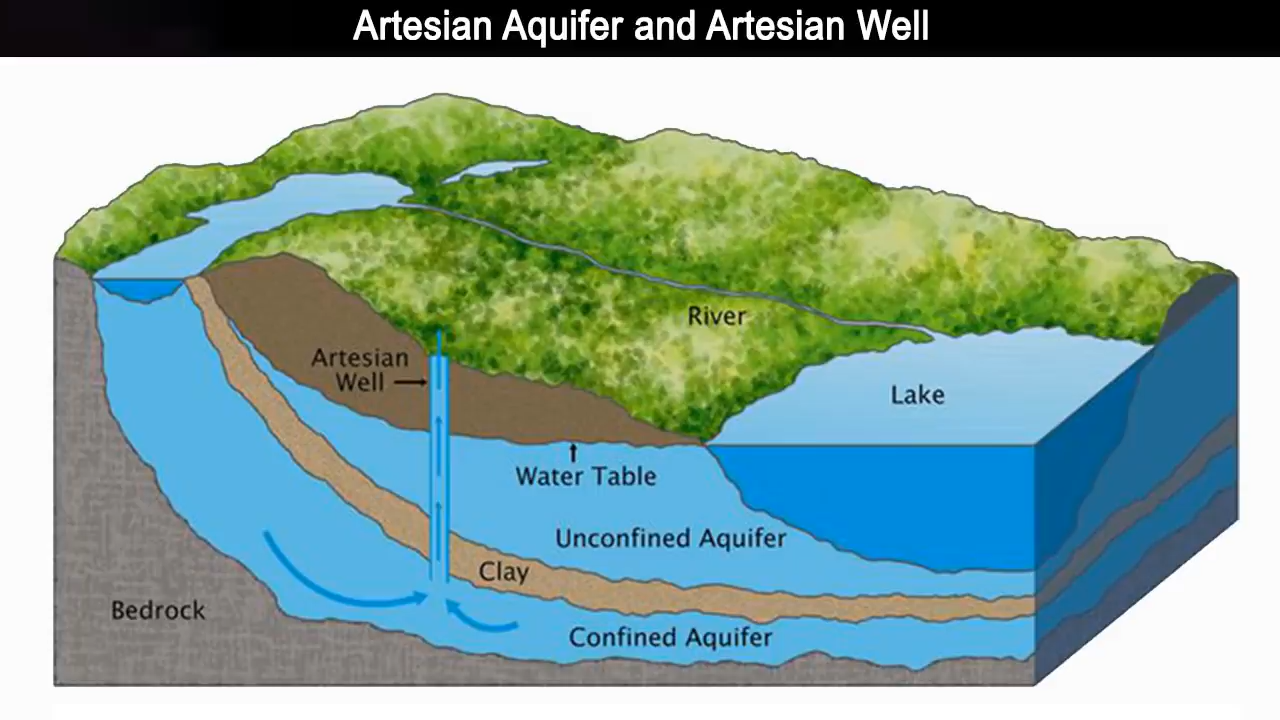 Artesian Aquifer and Artesian Well
River
Artesian
Well
Lake
Water Table
Unconfined Aquifer
Clay
Bedrock
Confined Aquifer